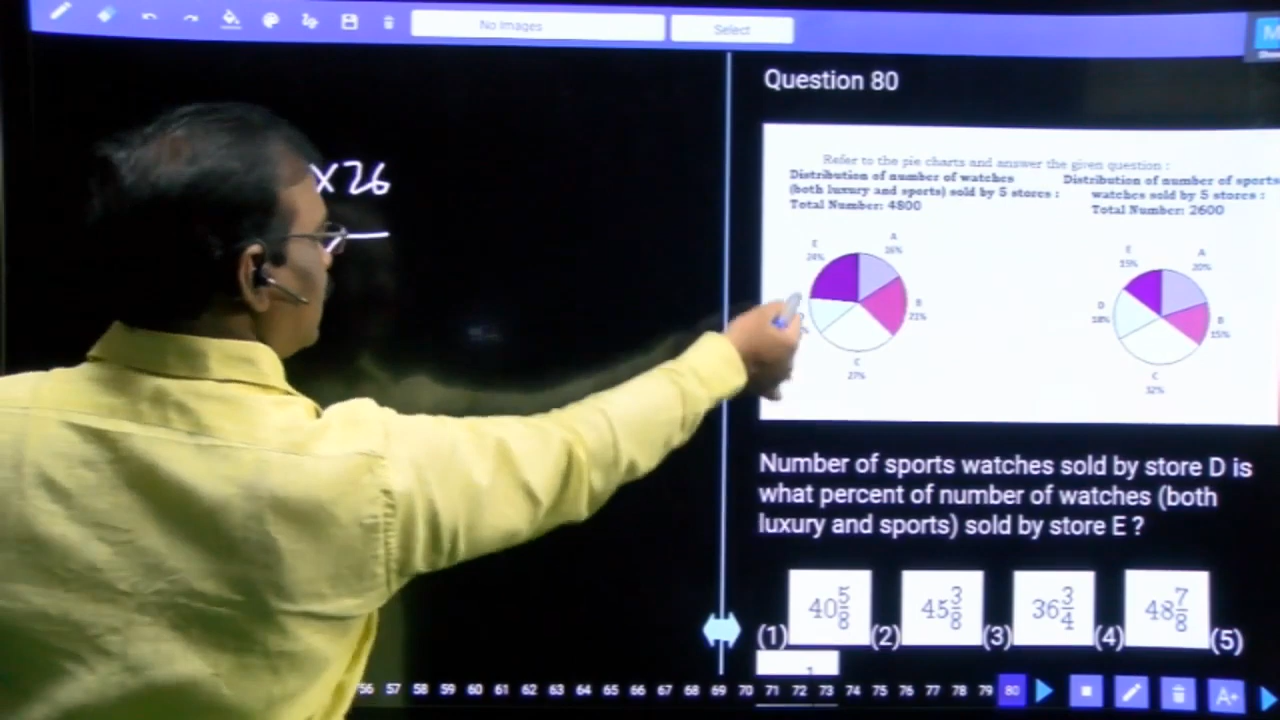 No Images
Select
M
Question 80
×26
Refer to the pie charts and answer the given question :
Distribution of number of watches
(both luxury and sports) sold by 5 stores :
Total Number: 4800
Distribution of number of sports
watches sold by 5 stores :
Total Number: 2600
E
24%
A
16%
B
21%
C
27%
E
15%
A
20%
D
18%
B
15%
C
32%
Number of sports watches sold by store D is
what percent of number of watches (both
luxury and sports) sold by store E ?
(1) 40 5/8 (2) 45 3/8 (3) 36 3/4 (4) 48 7/8 (5)
56 57 58 59 60 61 62 63 64 65 66 67 68 69 70 71 72 73 74 75 76 77 78 79 80
A+